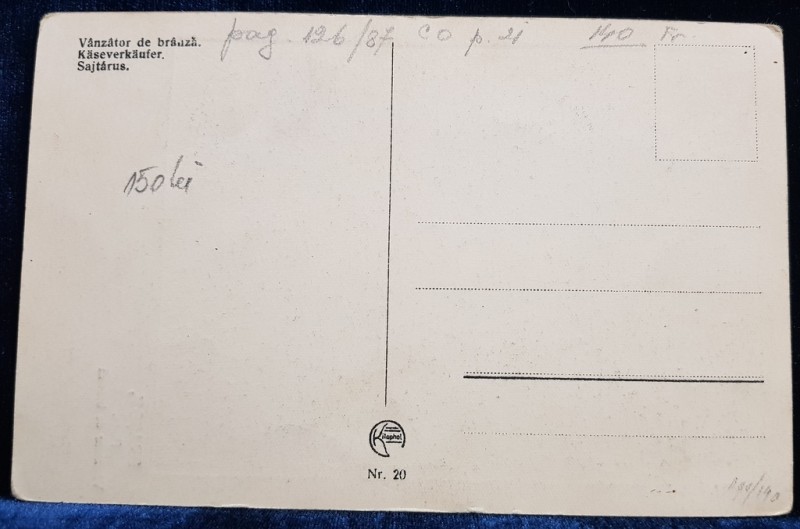 Vânzător de brânză.
Käseverkäufer.
Sajtárus.
pag. 126/87 CO p. 21 140 Fr
150 lei
Nr. 20